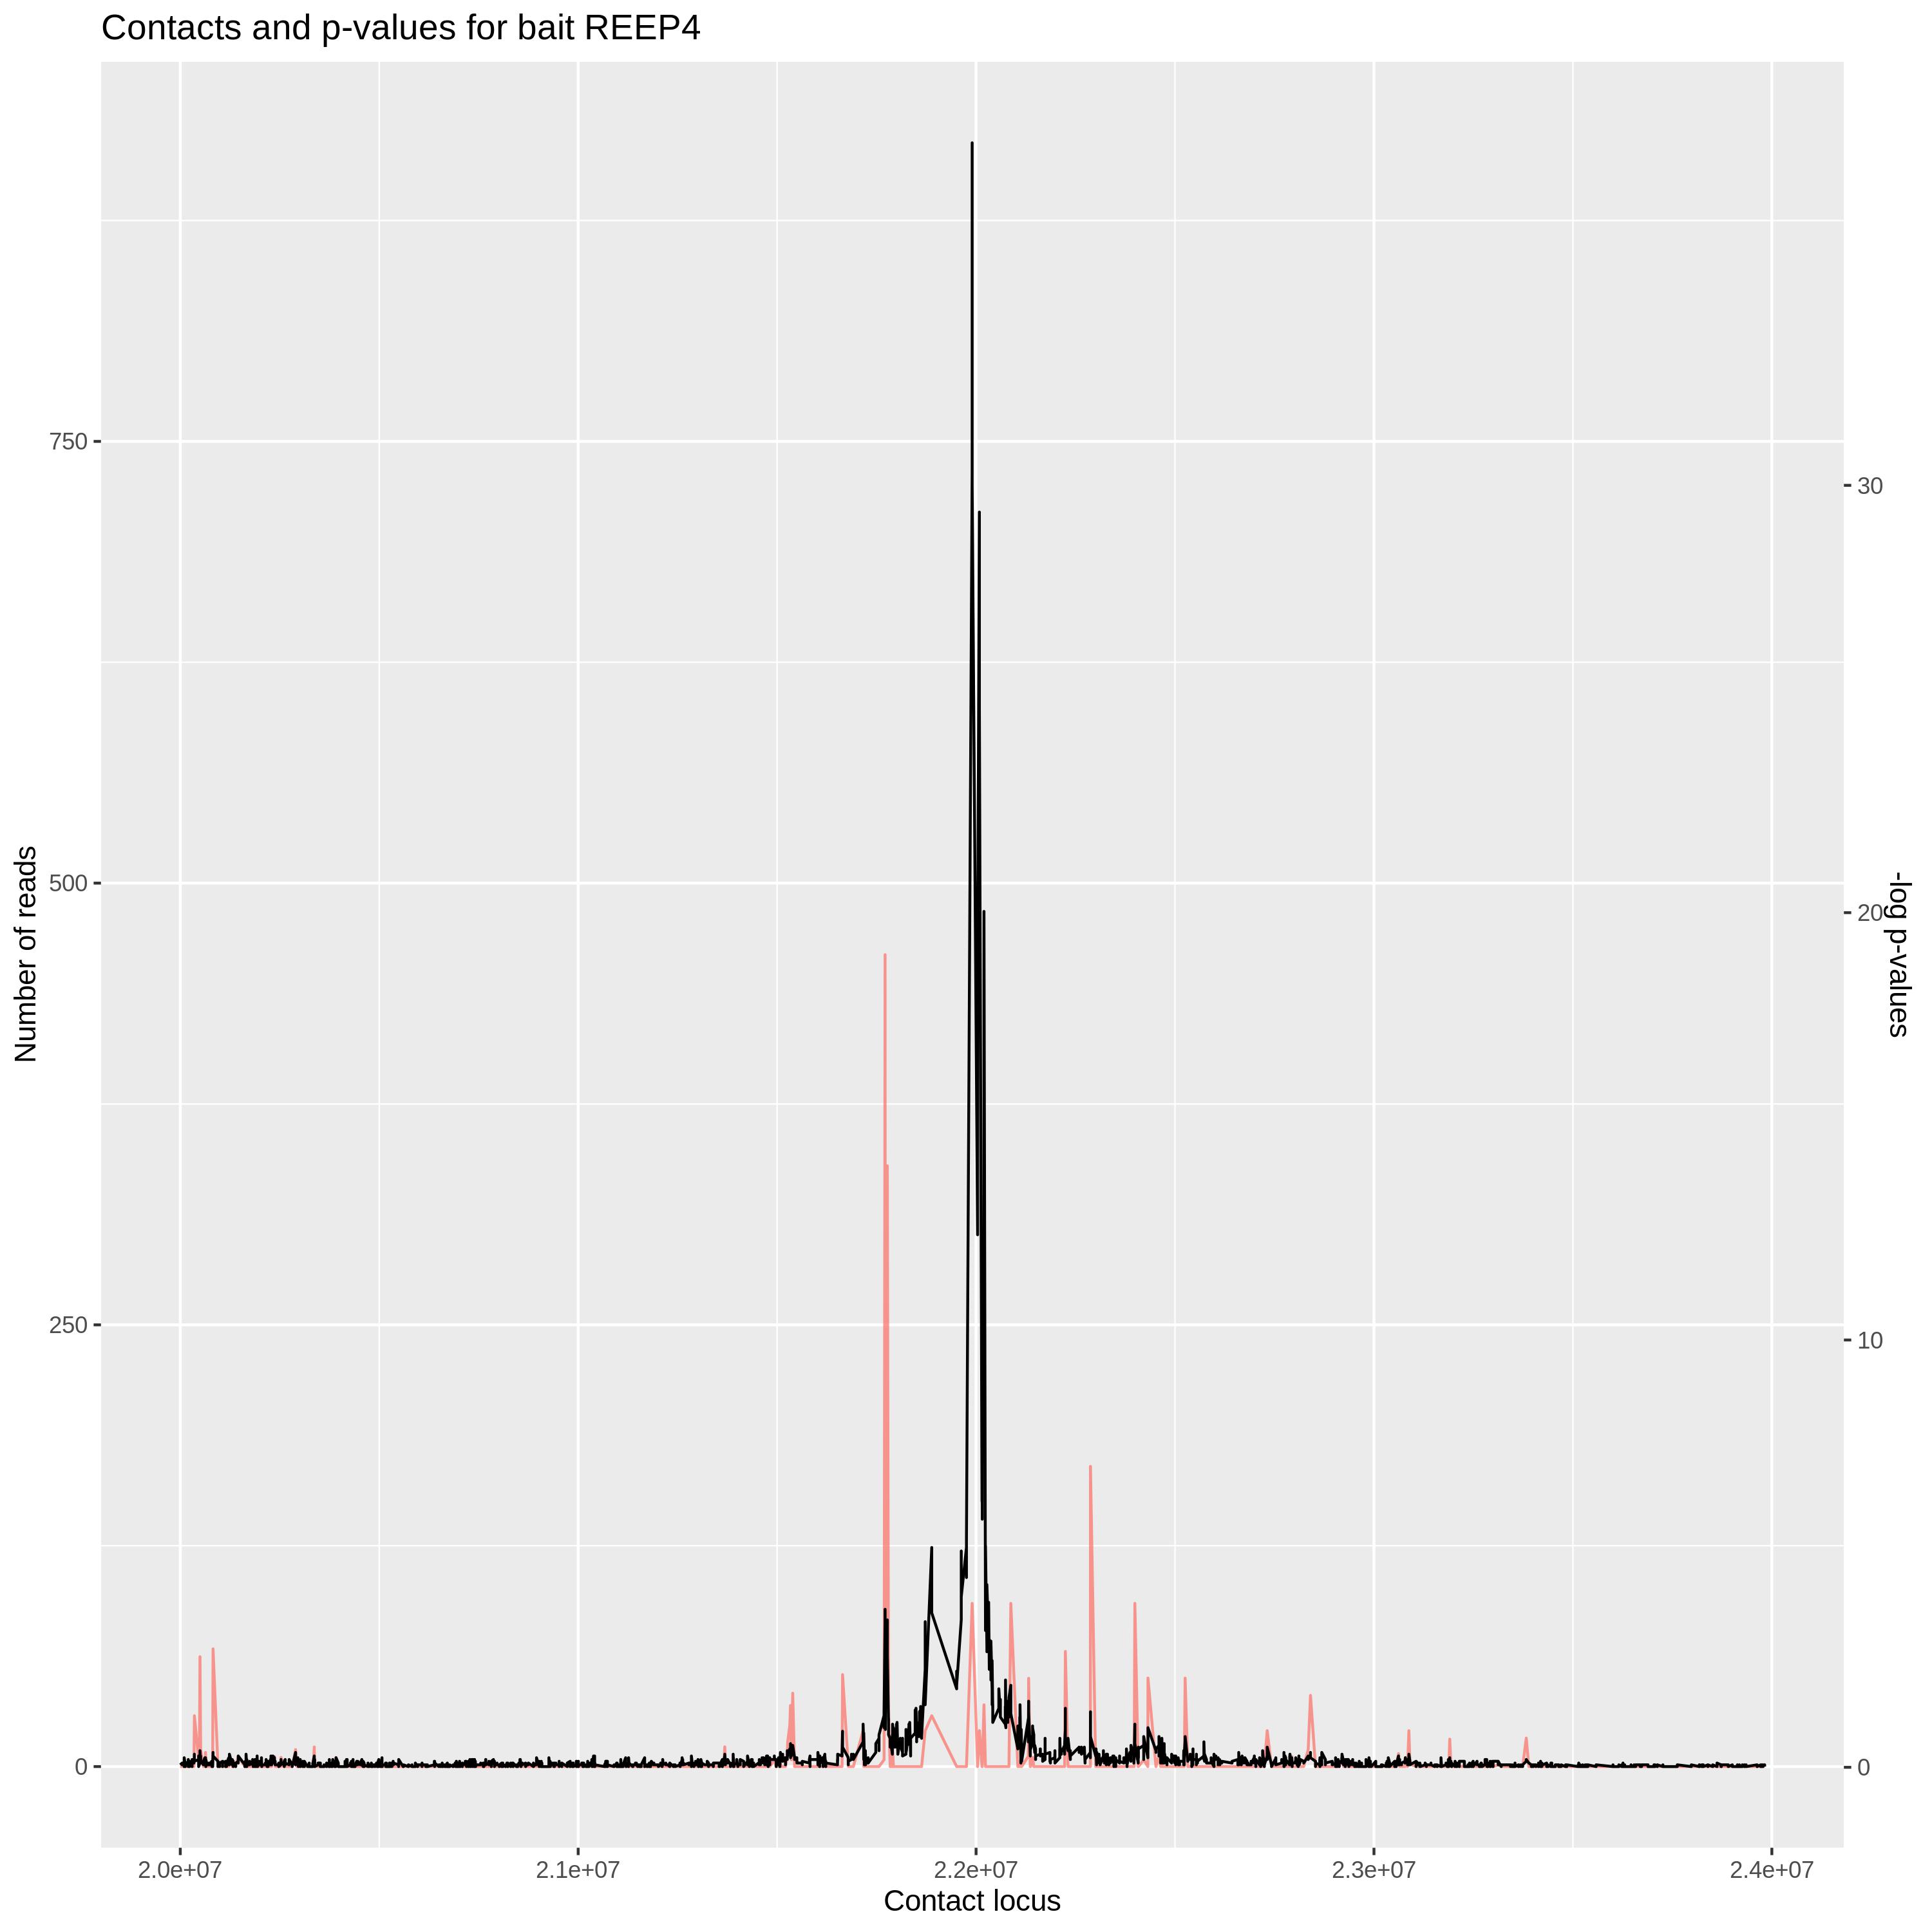 Contacts and p-values for bait REEP4
Number of reads
750
500
250
0
30
20
10
0
-log p-values
2.0e+07
2.1e+07
2.2e+07
2.3e+07
2.4e+07
Contact locus